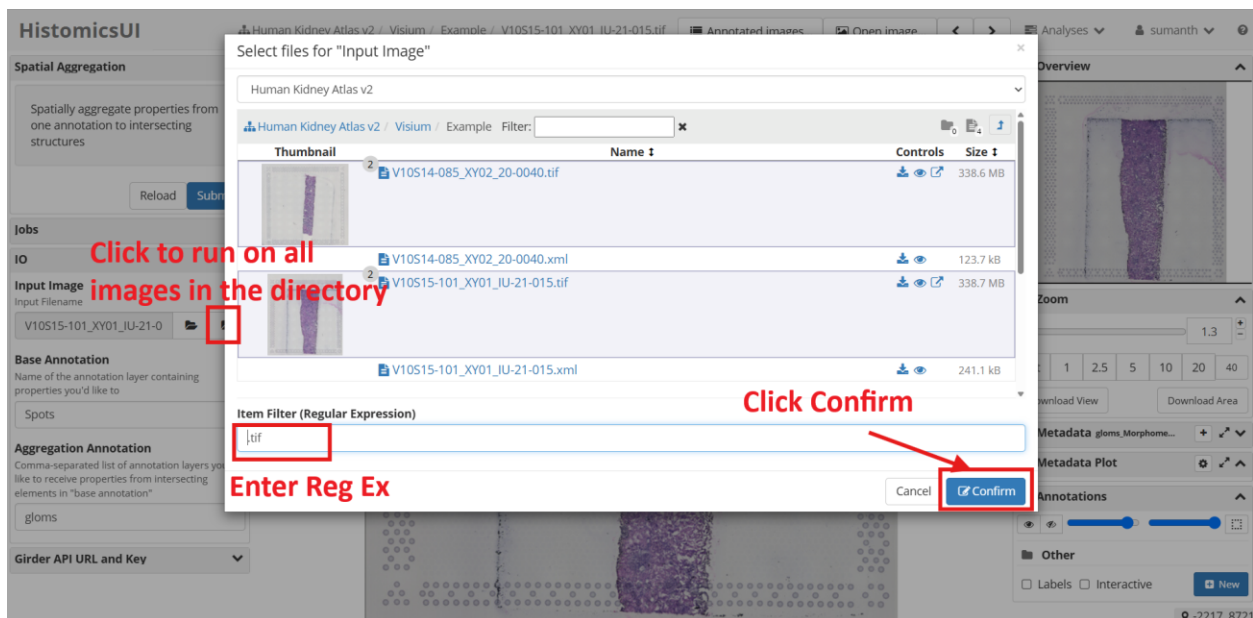 HistomicsUI
Human Kidney Atlas v2 / Visium / Example / V10S15-101_XY01_IU-21-015.tif
Annotated images
Open image
Analyses
sumanth
Spatial Aggregation
Spatially aggregate properties from
one annotation to intersecting
structures
Reload
Jobs
IO
Input Image
Input Filename
V10S15-101_XY01_IU-21-0
Base Annotation
Name of the annotation layer containing
properties you'd like to
Spots
Aggregation Annotation
Comma-separated list of annotation layers
like to receive properties from intersecting
elements in "base annotation"
gloms
Girder API URL and Key
Click to run on all
images in the directory
Select files for "Input Image"
×
Human Kidney Atlas v2
Human Kidney Atlas v2 / Visium / Example Filter:
0
4
Thumbnail Name Controls Size
2 V10S14-085_XY02_20-0040.tif 338.6 MB
V10S14-085_XY02_20-0040.xml 123.7 kB
2 V10S15-101_XY01_IU-21-015.tif 338.7 MB
V10S15-101_XY01_IU-21-015.xml 241.1 kB
Item Filter (Regular Expression)
.tif
Enter Reg Ex
Click Confirm
Cancel Confirm
Overview
Zoom
1.3
1 2.5 5 10 20 40
Download Area
Metadata gloms_Morphome...
Metadata Plot
Annotations
Other
Labels Interactive
New
-2217, 8721